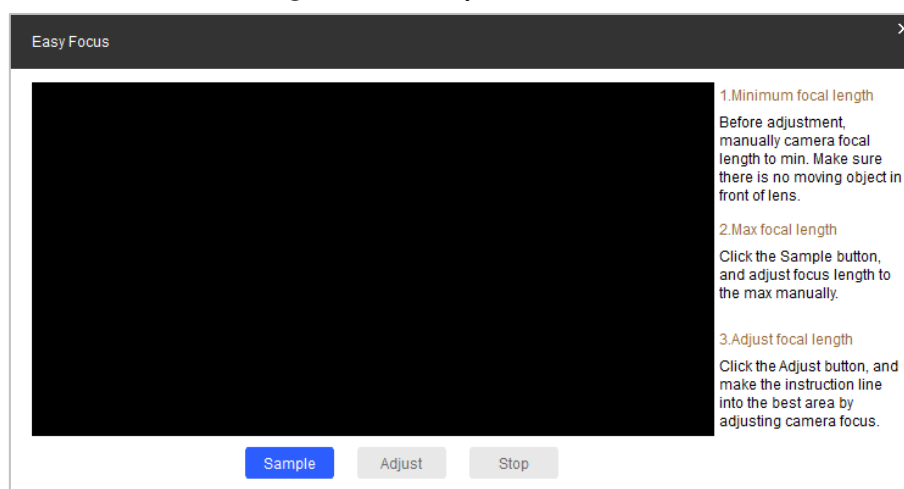 Easy Focus
1.Minimum focal length
Before adjustment,
manually camera focal
length to min. Make sure
there is no moving object in
front of lens.
2.Max focal length
Click the Sample button,
and adjust focus length to
the max manually.
3.Adjust focal length
Click the Adjust button, and
make the instruction line
into the best area by
adjusting camera focus.
Sample
Adjust
Stop